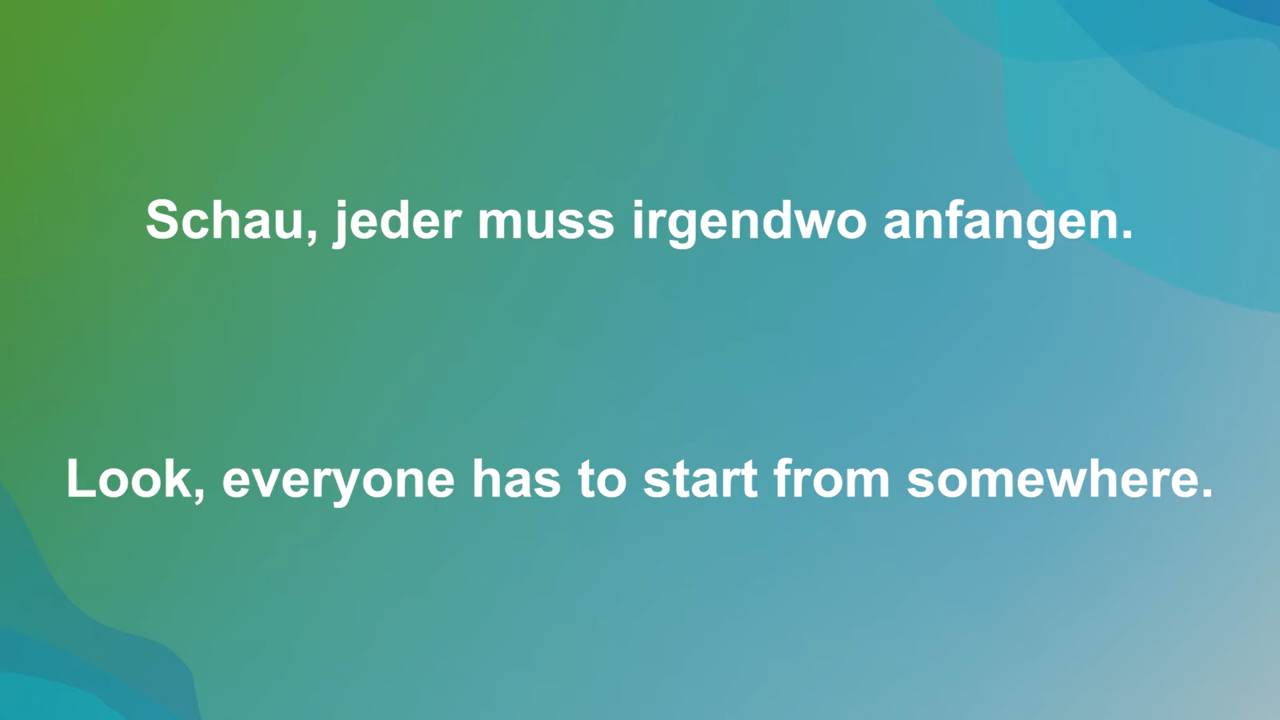 Schau, jeder muss irgendwo anfangen.
Look, everyone has to start from somewhere.